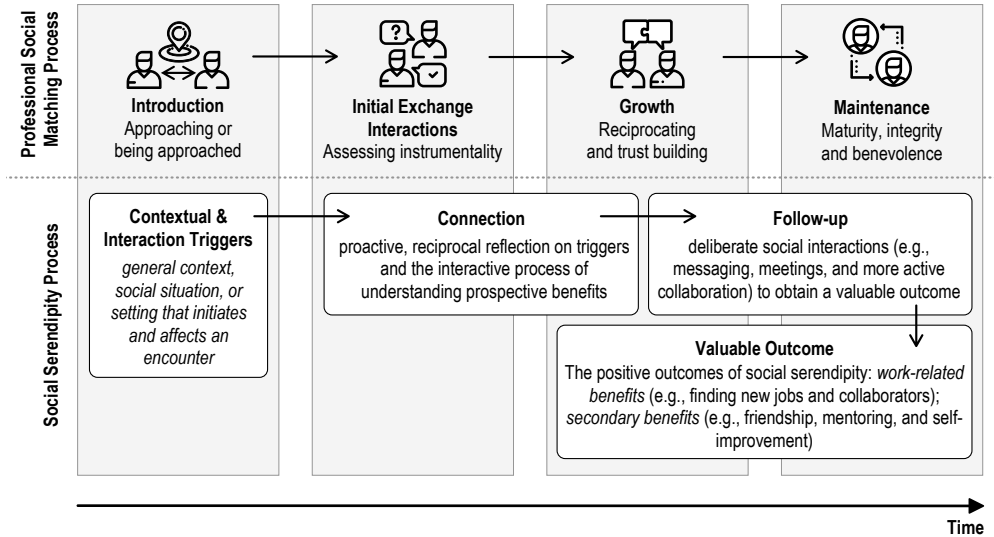 Professional Social
Matching Process
Introduction
Approaching or
being approached
?
Initial Exchange
Interactions
Assessing instrumentality
Growth
Reciprocating
and trust building
Maintenance
Maturity, integrity
and benevolence
Social Serendipity Process
Contextual &
Interaction Triggers
general context,
social situation, or
setting that initiates
and affects an
encounter
Connection
proactive, reciprocal reflection on triggers
and the interactive process of
understanding prospective benefits
Follow-up
deliberate social interactions (e.g.,
messaging, meetings, and more active
collaboration) to obtain a valuable outcome
Valuable Outcome
The positive outcomes of social serendipity: work-related
benefits (e.g., finding new jobs and collaborators);
secondary benefits (e.g., friendship, mentoring, and self-
improvement)
Time